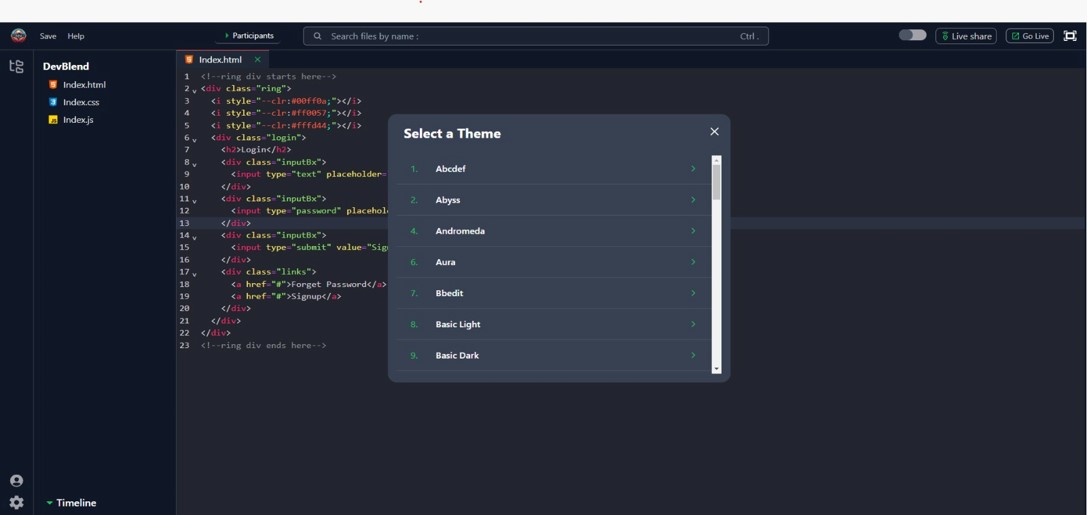 Save Help
Participants
Search files by name :
Ctrl .
Live share
Go Live
DevBlend
Index.html
Index.css
Index.js
Timeline
Index.html ×
1 <!--ring div starts here-->
2 <div class="ring">
3 <i style="--clr:#00ff0a;"></i>
4 <i style="--clr:#ff0057;"></i>
5 <i style="--clr:#fffd44;"></i>
6 <div class="login">
7 <h2>Login</h2>
8 <div class="inputBx">
9 <input type="text" placeholder=
10 </div>
11 <div class="inputBx">
12 <input type="password" placehol
13 </div>
14 <div class="inputBx">
15 <input type="submit" value="Sig
16 </div>
17 <div class="links">
18 <a href="#">Forget Password</a>
19 <a href="#">Signup</a>
20 </div>
21 </div>
22 </div>
23 <!--ring div ends here-->
Select a Theme
1. Abcdef
2. Abyss
4. Andromeda
6. Aura
7. Bbedit
8. Basic Light
9. Basic Dark